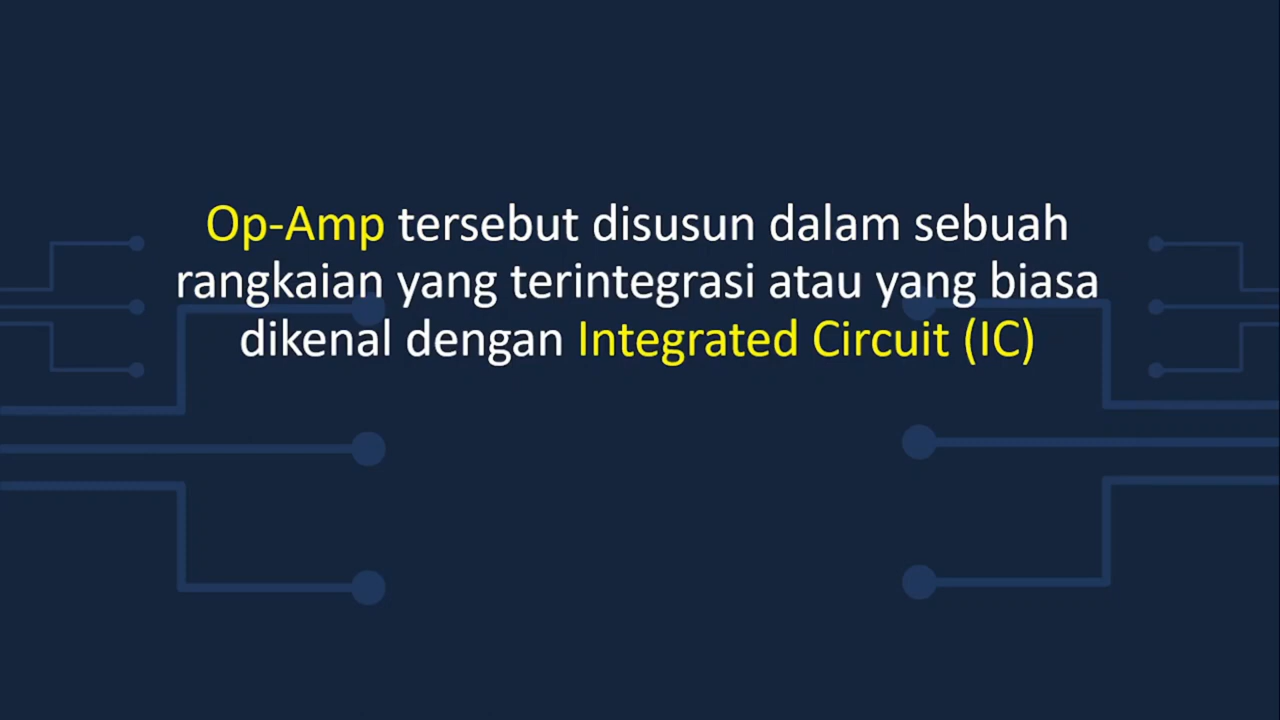 Op-Amp tersebut disusun dalam sebuah
rangkaian yang terintegrasi atau yang biasa
dikenal dengan Integrated Circuit (IC)